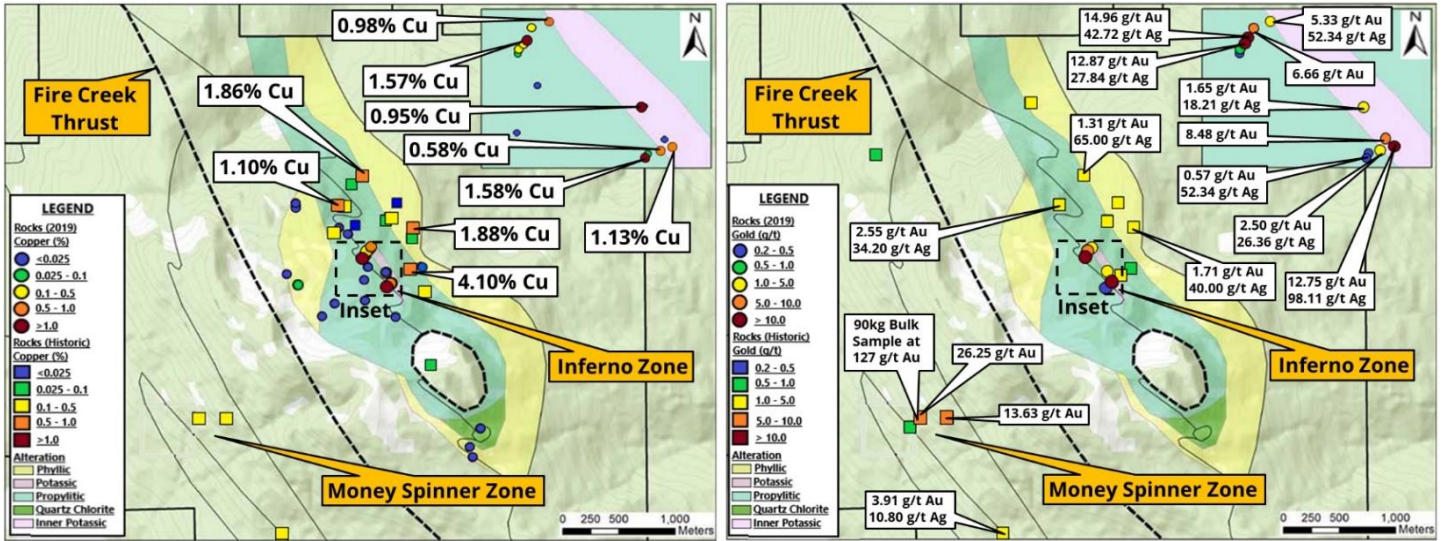 0.98% Cu
1.57% Cu
1.86% Cu
0.95% Cu
0.58% Cu
1.10% Cu
1.58% Cu
1.88% Cu
1.13% Cu
4.10% Cu
N
Fire Creek
Thrust
Inset
Inferno Zone
Money Spinner Zone
LEGEND
Rocks (2019)
Copper (%)
<0.025
0.025 - 0.1
0.1 - 0.5
0.5 - 1.0
>1.0
Rocks (Historic)
Copper (%)
<0.025
0.025 - 0.1
0.1 - 0.5
0.5 - 1.0
>1.0
Alteration
Phyllic
Potassic
Propylitic
Quartz Chlorite
Inner Potassic
0 250 500 1,000
Meters
14.96 g/t Au
42.72 g/t Ag
5.33 g/t Au
52.34 g/t Ag
12.87 g/t Au
27.84 g/t Ag
6.66 g/t Au
1.65 g/t Au
18.21 g/t Ag
1.31 g/t Au
65.00 g/t Ag
8.48 g/t Au
0.57 g/t Au
52.34 g/t Ag
2.55 g/t Au
34.20 g/t Ag
2.50 g/t Au
26.36 g/t Ag
1.71 g/t Au
40.00 g/t Ag
12.75 g/t Au
98.11 g/t Ag
N
Fire Creek
Thrust
Inset
90kg Bulk
Sample at
127 g/t Au
26.25 g/t Au
13.63 g/t Au
Inferno Zone
Money Spinner Zone
3.91 g/t Au
10.80 g/t Ag
LEGEND
Rocks (2019)
Gold (g/t)
0.2 - 0.5
0.5 - 1.0
1.0 - 5.0
5.0 - 10.0
> 10.0
Rocks (Historic)
Gold (g/t)
0.2 - 0.5
0.5 - 1.0
1.0 - 5.0
5.0 - 10.0
> 10.0
Alteration
Phyllic
Potassic
Propylitic
Quartz Chlorite
Inner Potassic
0 250 500 1,000
Meters